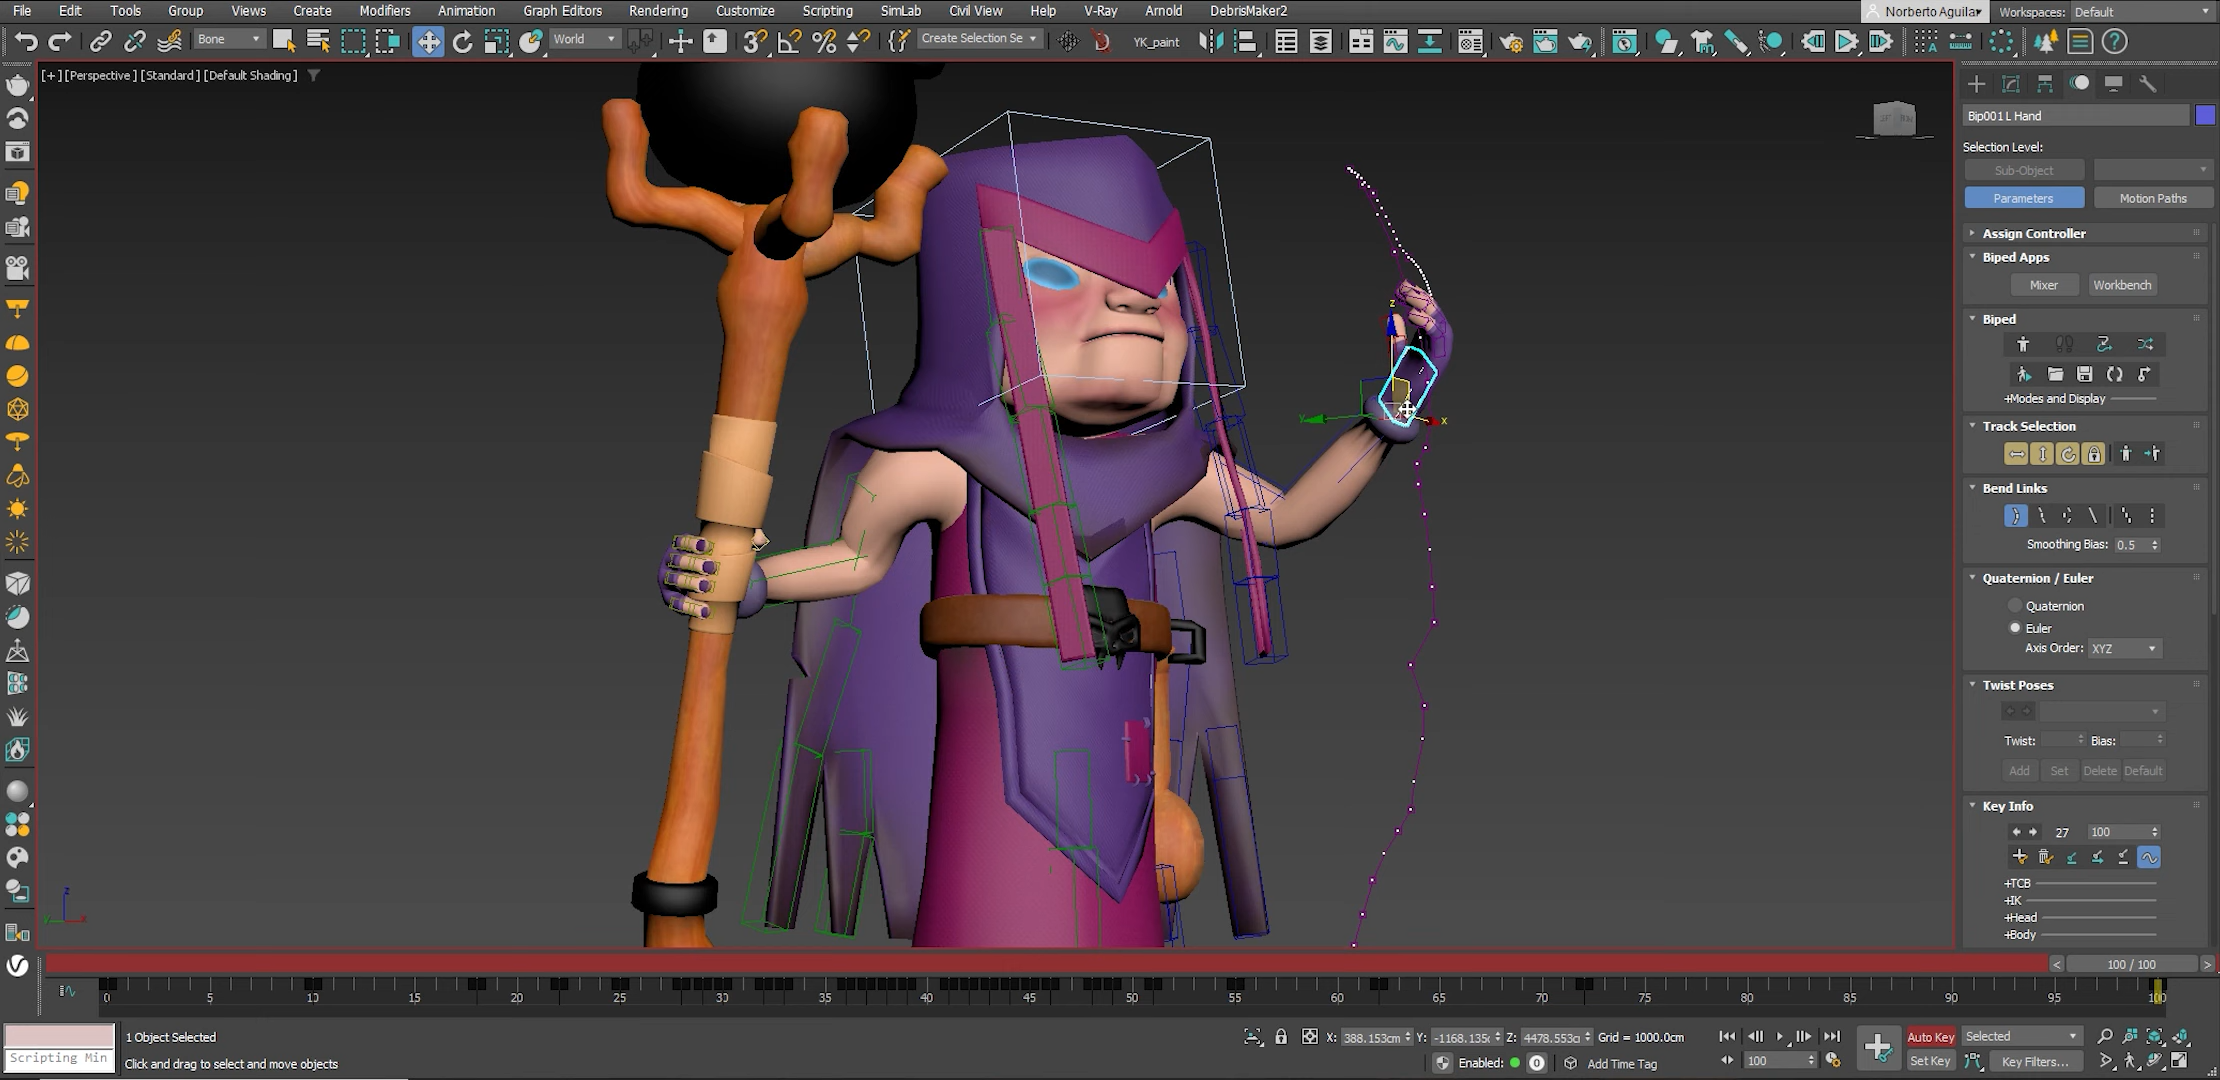 File Edit Tools Group Views Create Modifiers Animation Graph Editors Rendering Customize Scripting SimLab Civil View Help V-Ray Arnold DebrisMaker2
Norberto Aguilar Workspaces: Default
Bone World Create Selection Se YK_paint
[+] [Perspective ] [Standard ] [Default Shading ]
Bip001 L Hand
Selection Level:
Sub-Object
Parameters Motion Paths
Assign Controller
Biped Apps
Mixer Workbench
Biped
+Modes and Display
Track Selection
Bend Links
Smoothing Bias: 0.5
Quaternion / Euler
Quaternion
Euler
Axis Order: XYZ
Twist Poses
Twist: Bias:
Add Set Delete Default
Key Info
27 100
+TCB
+IK
+Head
+Body
z
y
x
z
< 100 / 100 >
0 5 10 15 20 25 30 35 40 45 50 55 60 65 70 75 80 85 90 95 100
1 Object Selected
X: 388.153cm Y: -1168.135c Z: 4478.553c Grid = 1000.0cm
Auto Key Selected
Scripting Min
Click and drag to select and move objects
Enabled: 0 Add Time Tag
100
Set Key Key Filters...